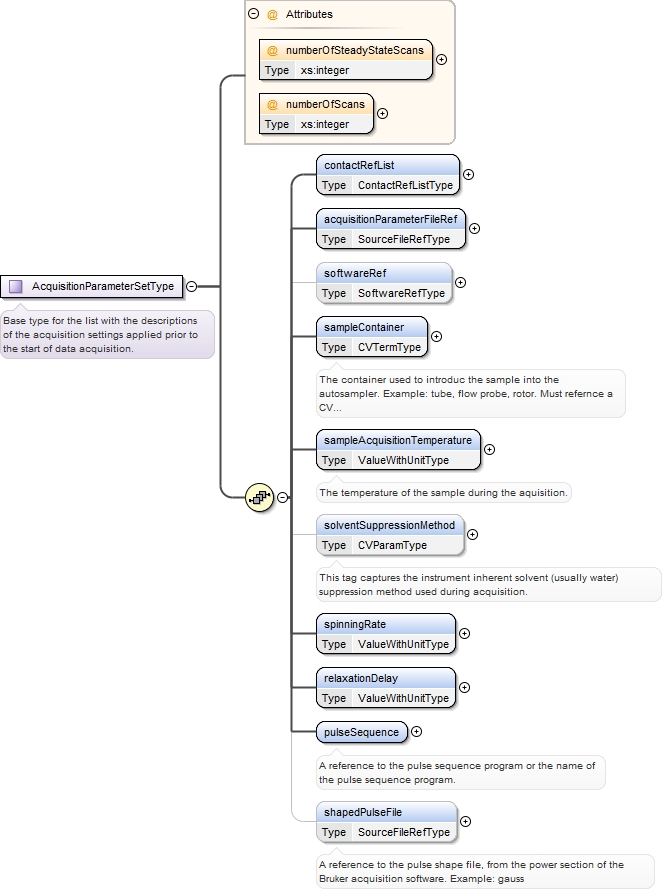 @ Attributes
@ numberOfSteadyStateScans
Type xs:integer
@ numberOfScans
Type xs:integer
contactRefList
Type ContactRefListType
acquisitionParameterFileRef
Type SourceFileRefType
softwareRef
Type SoftwareRefType
AcquisitionParameterSetType
Base type for the list with the descriptions
of the acquisition settings applied prior to
the start of data acquisition.
sampleContainer
Type CVTermType
The container used to introduc the sample into the
autosampler. Example: tube, flow probe, rotor. Must refernce a
CV...
sampleAcquisitionTemperature
Type ValueWithUnitType
The temperature of the sample during the aquisition.
solventSuppressionMethod
Type CVParamType
This tag captures the instrument inherent solvent (usually water)
suppression method used during acquisition.
spinningRate
Type ValueWithUnitType
relaxationDelay
Type ValueWithUnitType
pulseSequence
A reference to the pulse sequence program or the name of
the pulse sequence program.
shapedPulseFile
Type SourceFileRefType
A reference to the pulse shape file, from the power section of the
Bruker acquisition software. Example: gauss